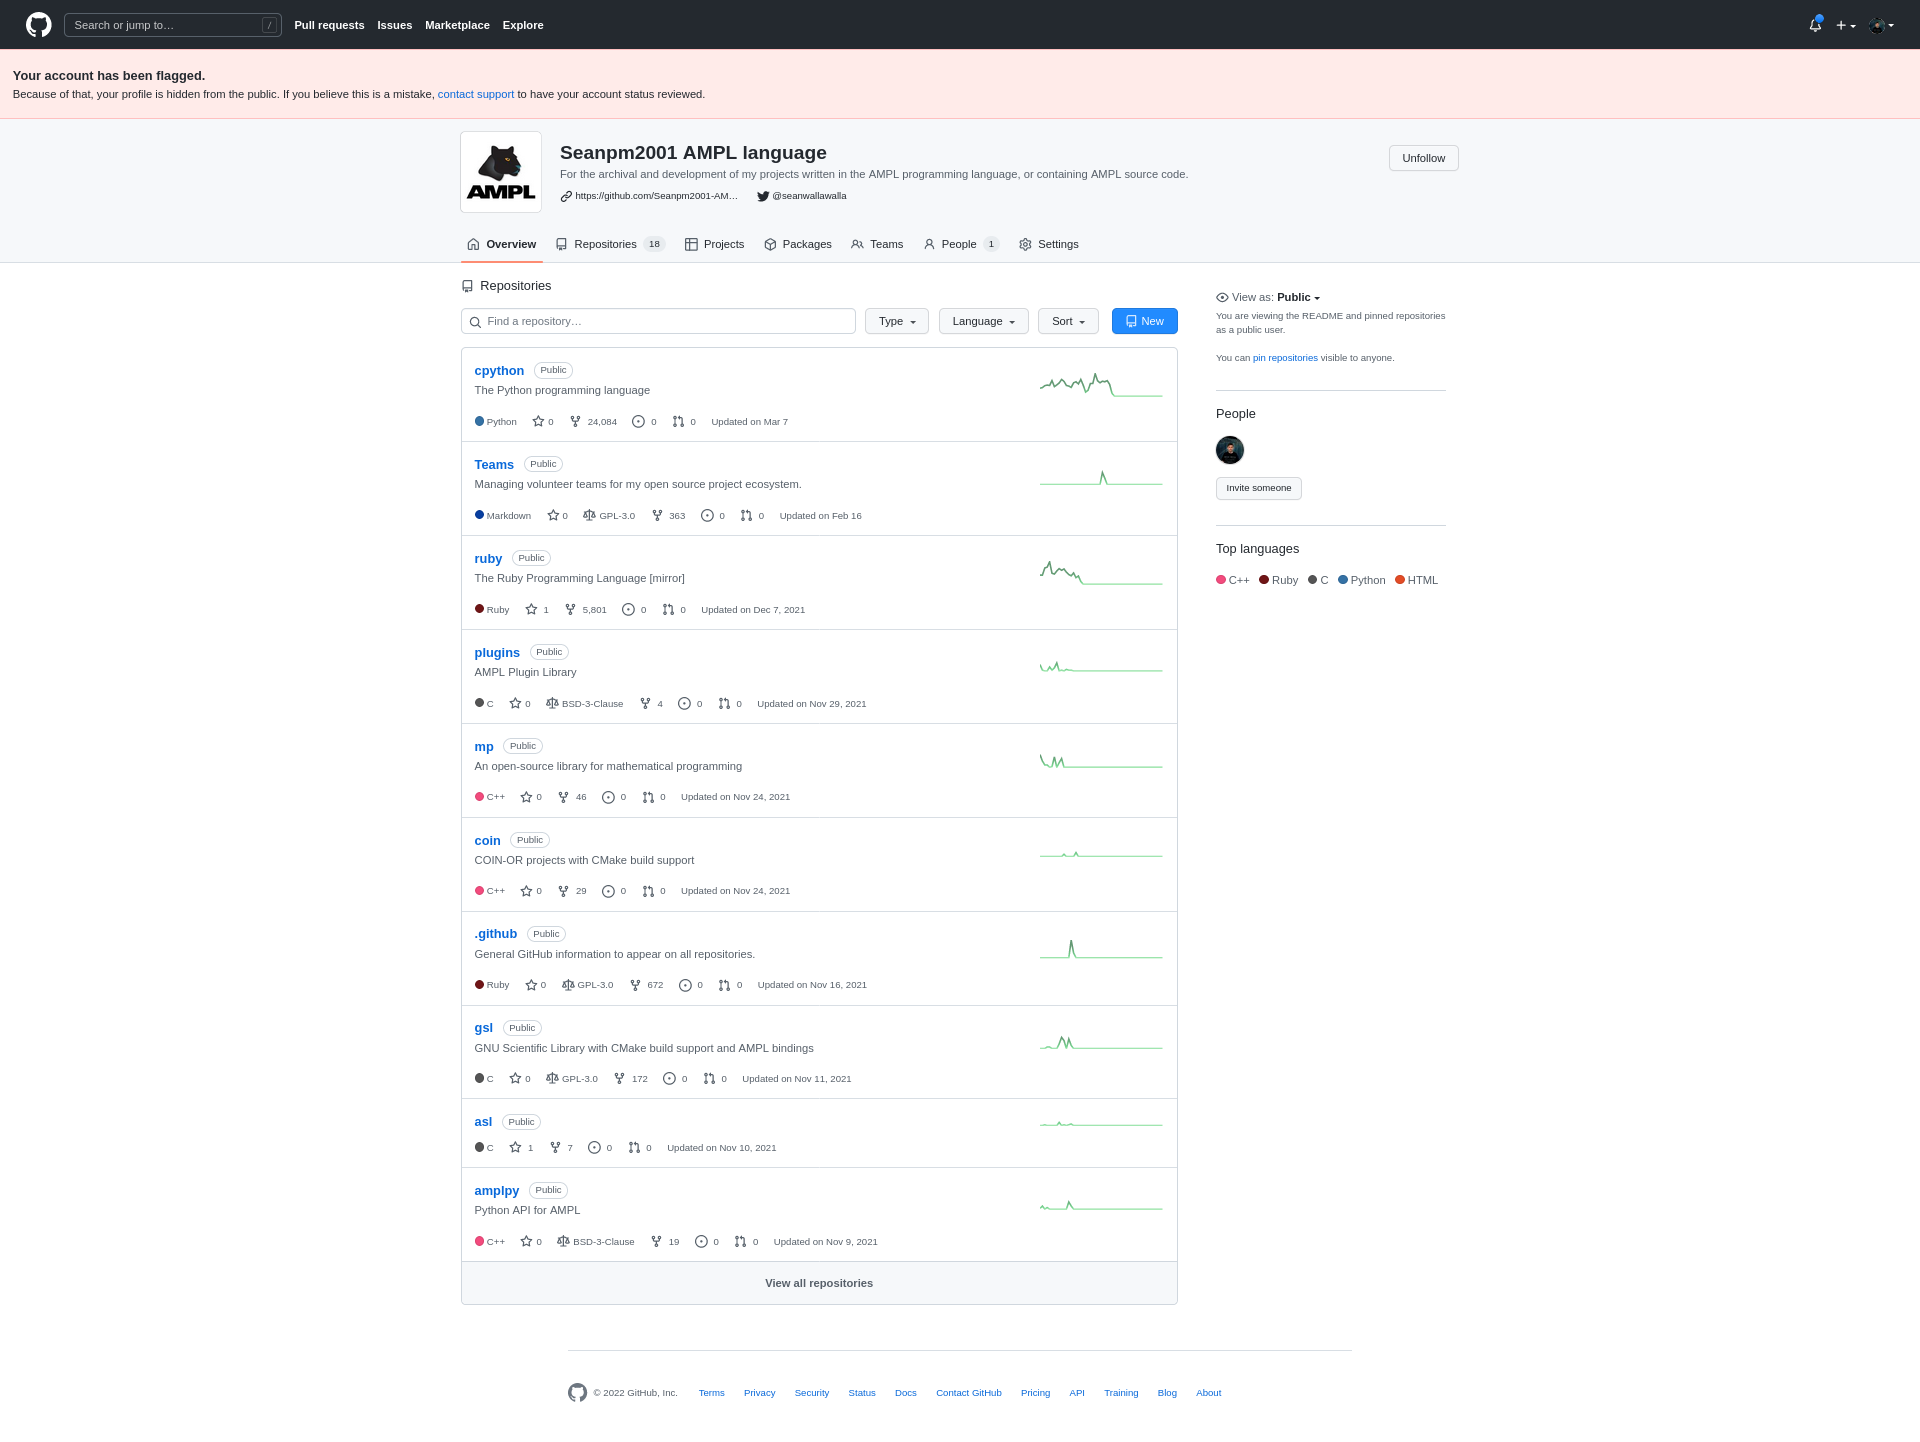 Search or jump to…
/
Pull requests
Issues
Marketplace
Explore
Your account has been flagged.
Because of that, your profile is hidden from the public. If you believe this is a mistake, contact support to have your account status reviewed.
AMPL
Seanpm2001 AMPL language
For the archival and development of my projects written in the AMPL programming language, or containing AMPL source code.
https://github.com/Seanpm2001-AM… @seanwallawalla
Unfollow
Overview
Repositories 18
Projects
Packages
Teams
People 1
Settings
Repositories
Find a repository…
Type
Language
Sort
New
cpython Public
The Python programming language
Python 0 24,084 0 0 Updated on Mar 7
Teams Public
Managing volunteer teams for my open source project ecosystem.
Markdown 0 GPL-3.0 363 0 0 Updated on Feb 16
ruby Public
The Ruby Programming Language [mirror]
Ruby 1 5,801 0 0 Updated on Dec 7, 2021
plugins Public
AMPL Plugin Library
C 0 BSD-3-Clause 4 0 0 Updated on Nov 29, 2021
mp Public
An open-source library for mathematical programming
C++ 0 46 0 0 Updated on Nov 24, 2021
coin Public
COIN-OR projects with CMake build support
C++ 0 29 0 0 Updated on Nov 24, 2021
.github Public
General GitHub information to appear on all repositories.
Ruby 0 GPL-3.0 672 0 0 Updated on Nov 16, 2021
gsl Public
GNU Scientific Library with CMake build support and AMPL bindings
C 0 GPL-3.0 172 0 0 Updated on Nov 11, 2021
asl Public
C 1 7 0 0 Updated on Nov 10, 2021
amplpy Public
Python API for AMPL
C++ 0 BSD-3-Clause 19 0 0 Updated on Nov 9, 2021
View all repositories
View as: Public
You are viewing the README and pinned repositories
as a public user.
You can pin repositories visible to anyone.
People
Invite someone
Top languages
C++ Ruby C Python HTML
© 2022 GitHub, Inc.
Terms
Privacy
Security
Status
Docs
Contact GitHub
Pricing
API
Training
Blog
About